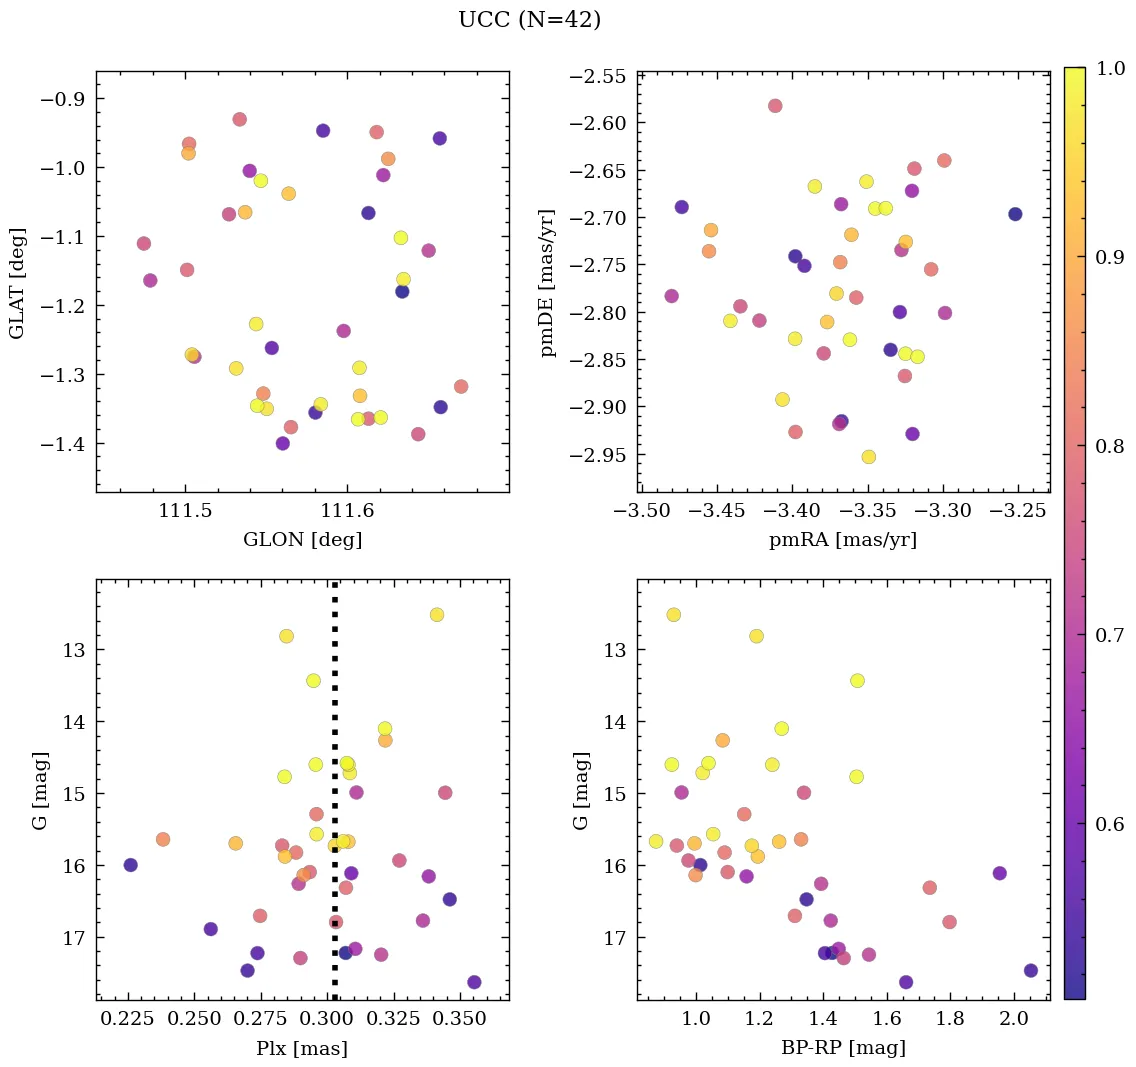 UCC (N=42)
−0.9
−1.0
−1.1
−1.2
−1.3
−1.4
GLAT [deg]
111.5 111.6
GLON [deg]
−2.55
−2.60
−2.65
−2.70
−2.75
−2.80
−2.85
−2.90
−2.95
pmDE [mas/yr]
−3.50 −3.45 −3.40 −3.35 −3.30 −3.25
pmRA [mas/yr]
13
14
15
16
17
G [mag]
0.225 0.250 0.275 0.300 0.325 0.350
Plx [mas]
13
14
15
16
17
G [mag]
1.0 1.2 1.4 1.6 1.8 2.0
BP-RP [mag]
1.0
0.9
0.8
0.7
0.6